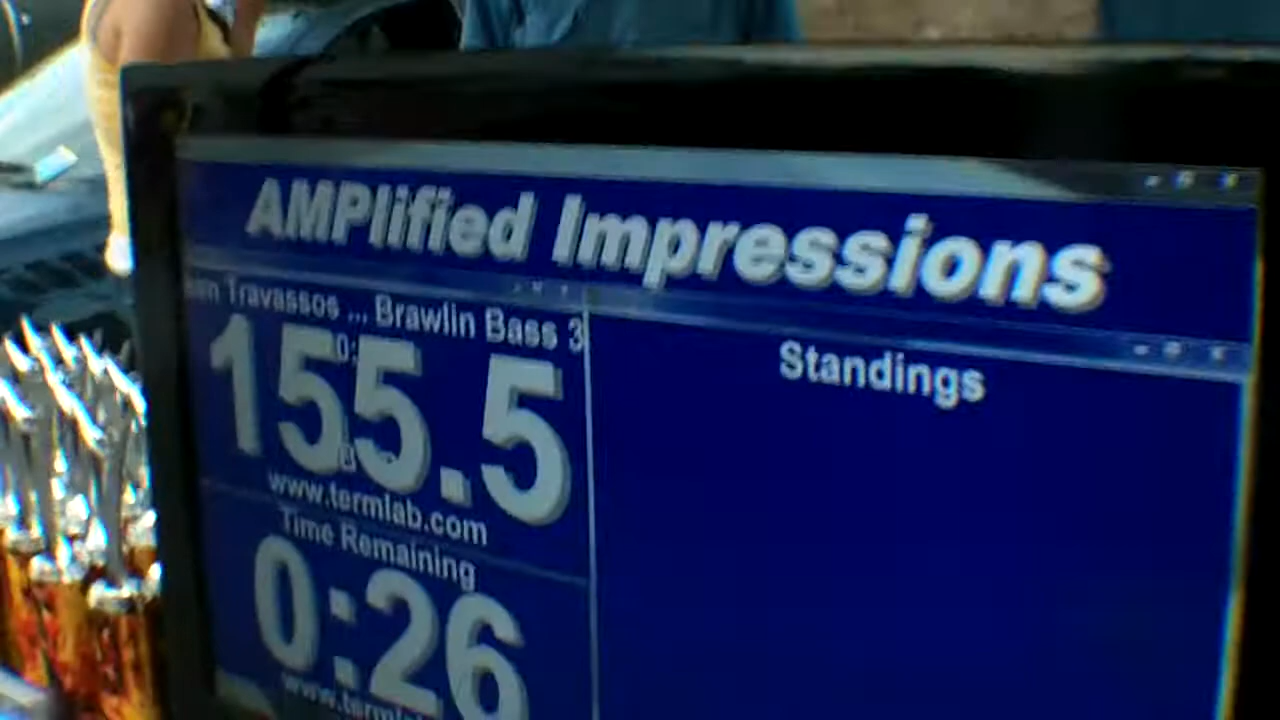 AMPlified Impressions
Travassos ... Brawlin Bass 3
155.5
www.termlab.com
Time Remaining
0:26
Standings